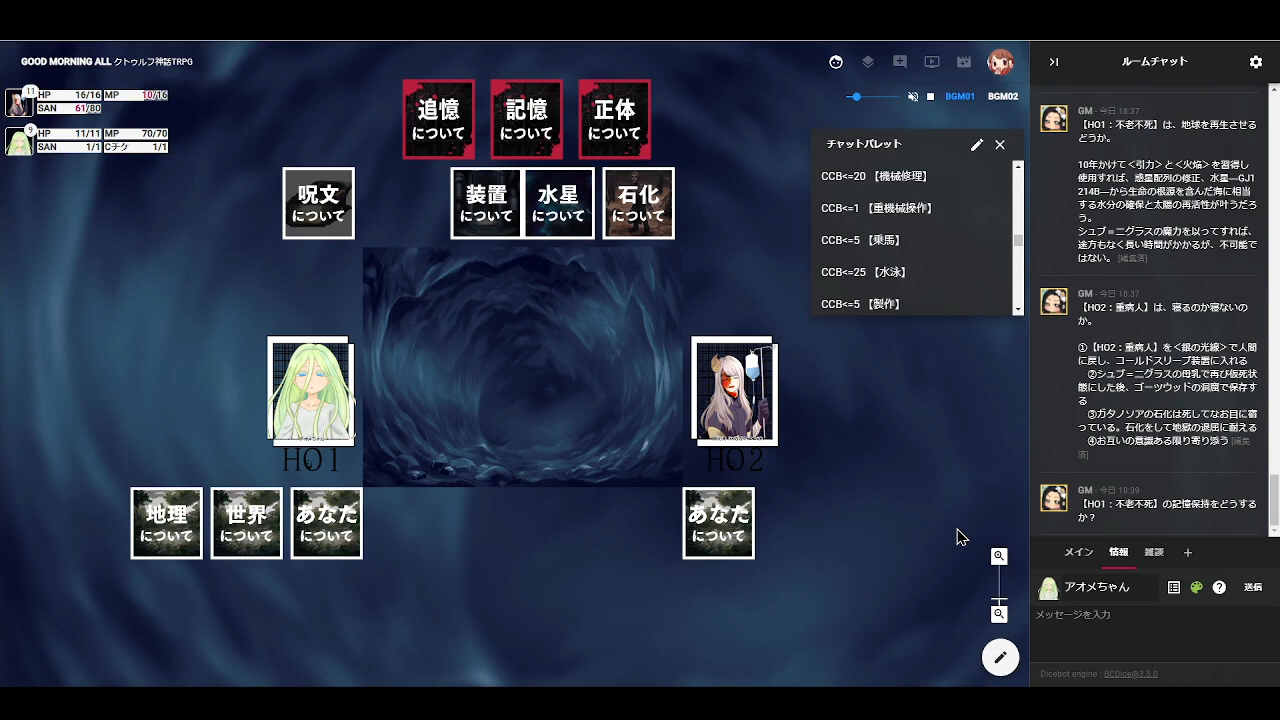 GOOD MORNING ALL クトゥルフ神話TRPG
11
HP 16/16 MP 10/16
SAN 61/80
9
HP 11/11 MP 70/70
SAN 1/1 Cチケ 1/1
追憶
について
記憶
について
正体
について
呪文
について
装置
について
水星
について
石化
について
HO1
HO2
地理
について
世界
について
あなた
について
あなた
について
BGM01 BGM02
チャットパレット
CCB<=20 【機械修理】
CCB<=1 【重機械操作】
CCB<=5 【乗馬】
CCB<=25 【水泳】
CCB<=5 【製作】
ルームチャット
GM - 今日 18:37
【HO1：不老不死】は、地球を再生させる
どうか。
10年かけて＜引力＞と＜火焔＞を習得し
使用すれば、惑星配列の修正、水星―GJ1
214B―から生命の根源を含んだ海に相当
する水分の確保と太陽の再活性が叶うだろ
う。
シュブ＝ニグラスの魔力を以ってすれば、
途方もなく長い時間がかかるが、不可能で
はない。 [編集済]
GM - 今日 18:37
【HO2：重病人】は、寝るのか寝ないの
か。
①【HO2：重病人】を＜銀の光線＞で人間
に戻し、コールドスリープ装置に入れる
②シュブ＝ニグラスの母乳で再び仮死状
態にした後、ゴーツウッドの洞窟で保存す
る
③ガタノソアの石化は死してなお目に宿
っている。石化をして地獄の退屈に耐える
④お互いの意識ある限り寄り添う [編集
済]
GM - 今日 18:39
【HO1：不老不死】の記憶保持をどうする
か？
メイン 情報 雑談 +
アオメちゃん
送信
メッセージを入力
Dicebot engine : BCDice@3.5.0